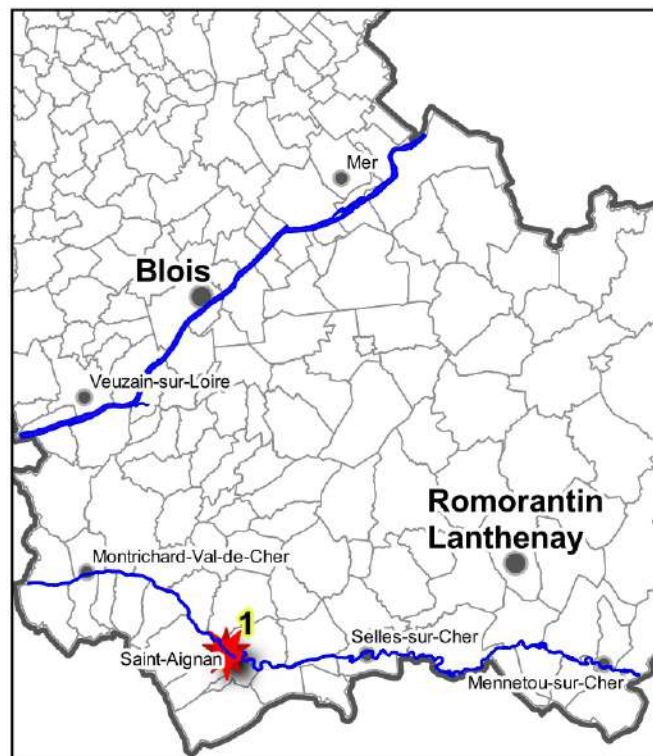 Mer
Blois
Veuzain-sur-Loire
Romorantin
Lanthenay
Montrichard-Val-de-Cher
1
Selles-sur-Cher
Saint-Aignan
Mennetou-sur-Cher